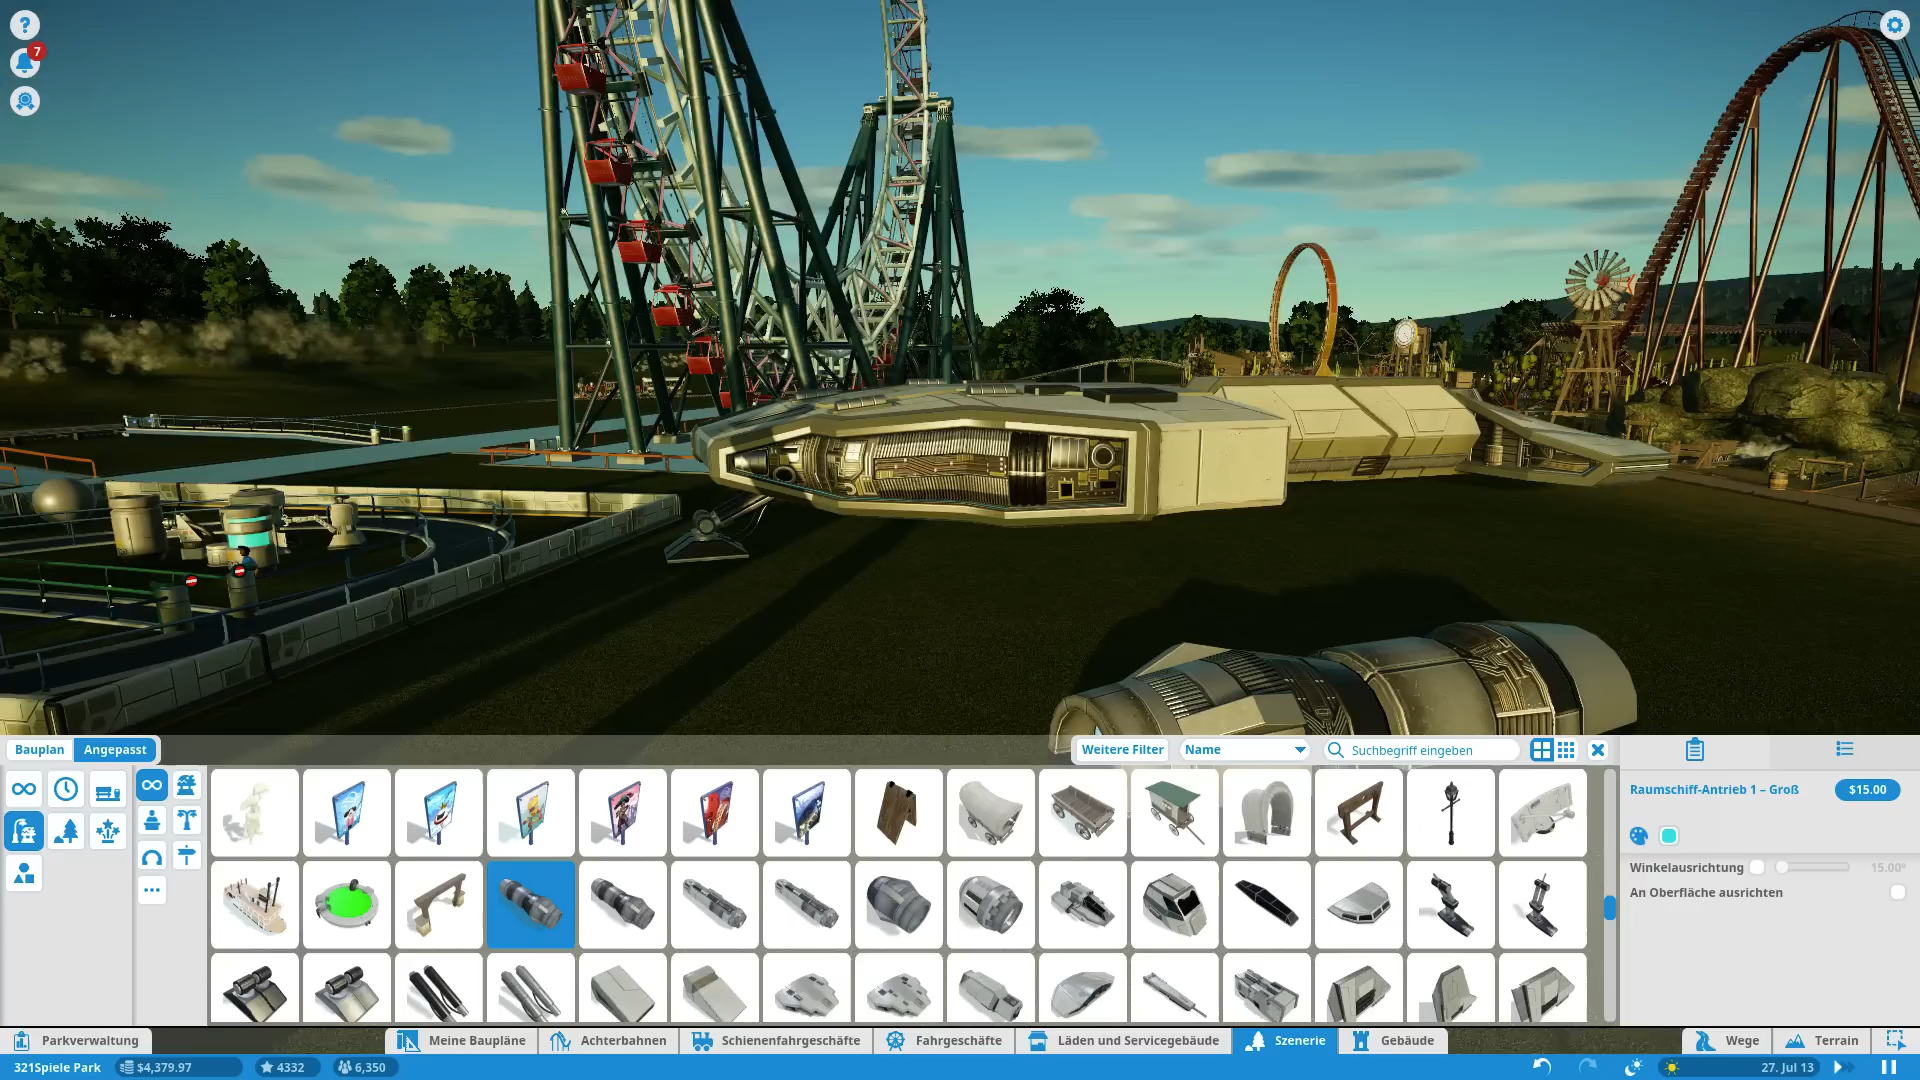 ?
7
Bauplan
Angepasst
Weitere Filter
Name
Suchbegriff eingeben
Raumschiff-Antrieb 1 – Groß
$15.00
Winkelausrichtung
15.00°
An Oberfläche ausrichten
Parkverwaltung
Meine Baupläne
Achterbahnen
Schienenfahrgeschäfte
Fahrgeschäfte
Läden und Servicegebäude
Szenerie
Gebäude
Wege
Terrain
321Spiele Park
$4,379.97
4332
6,350
27. Jul 13